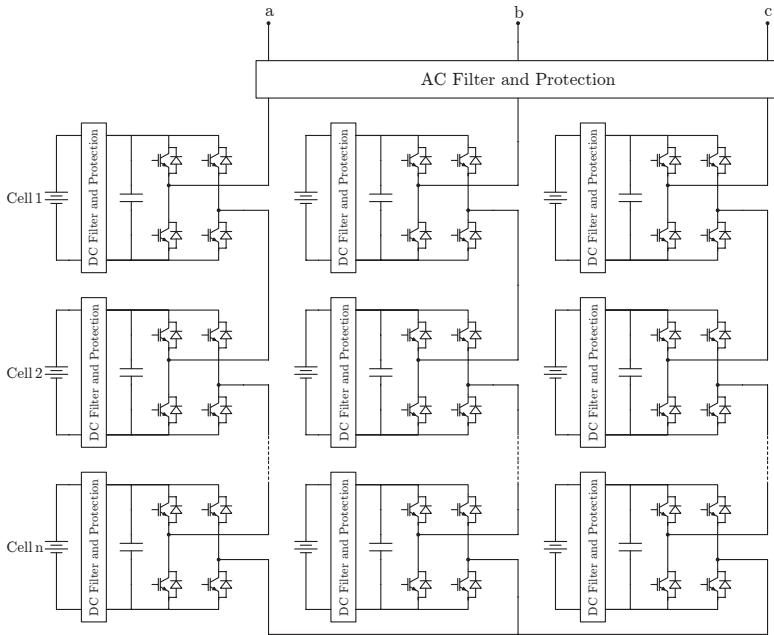 a
b
c
AC Filter and Protection
Cell 1
DC Filter and Protection
DC Filter and Protection
DC Filter and Protection
Cell 2
DC Filter and Protection
DC Filter and Protection
DC Filter and Protection
Cell n
DC Filter and Protection
DC Filter and Protection
DC Filter and Protection